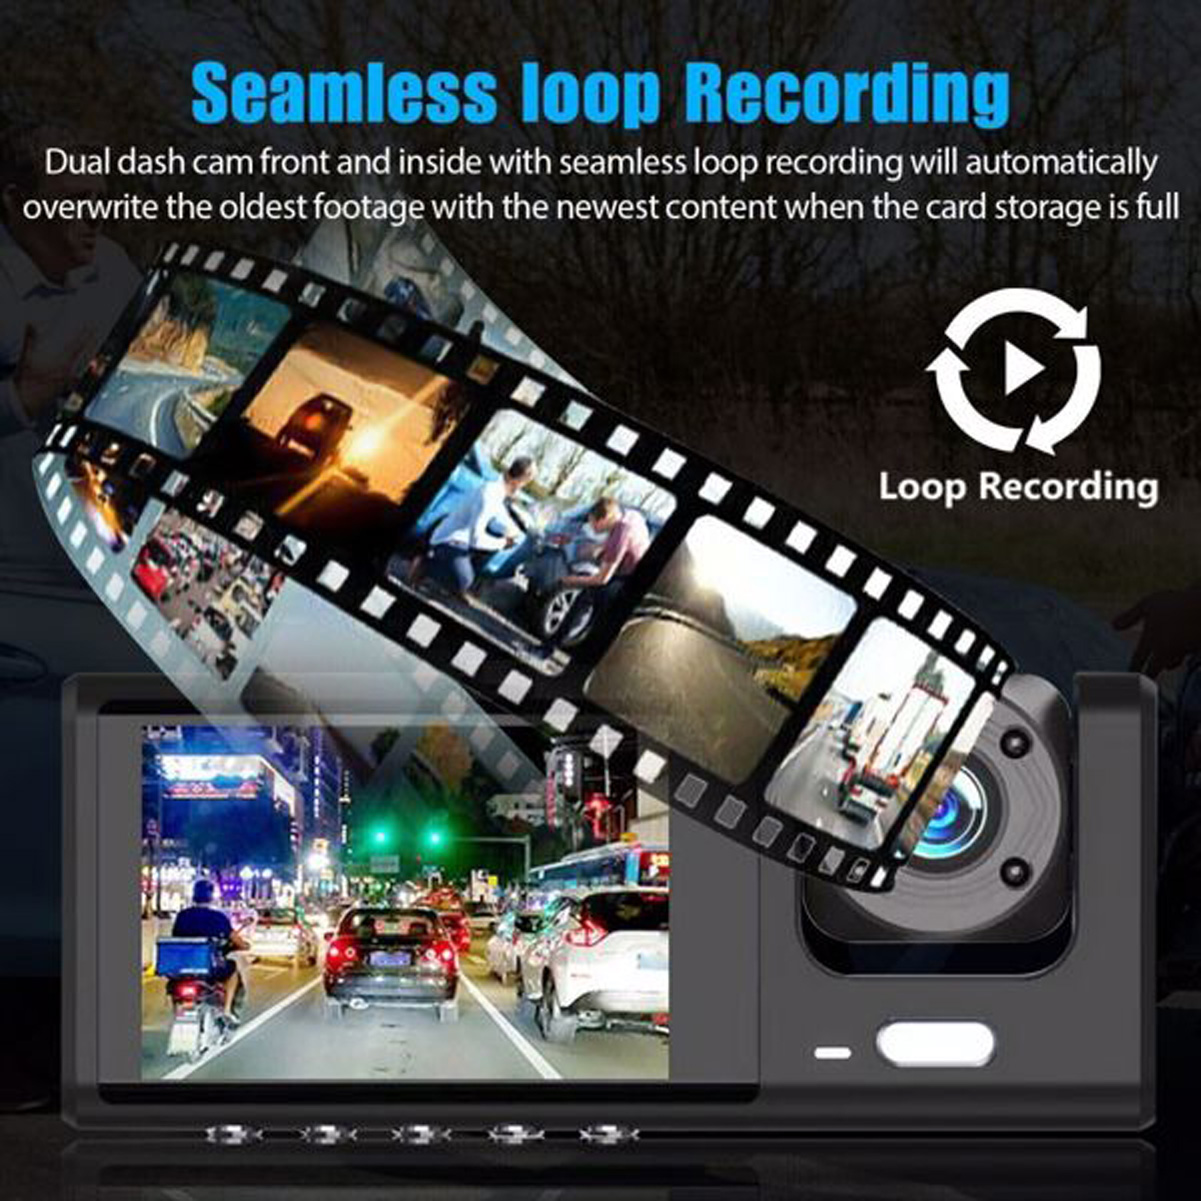 Seamless loop Recording
Dual dash cam front and inside with seamless loop recording will automatically
overwrite the oldest footage with the newest content when the card storage is full
Loop Recording